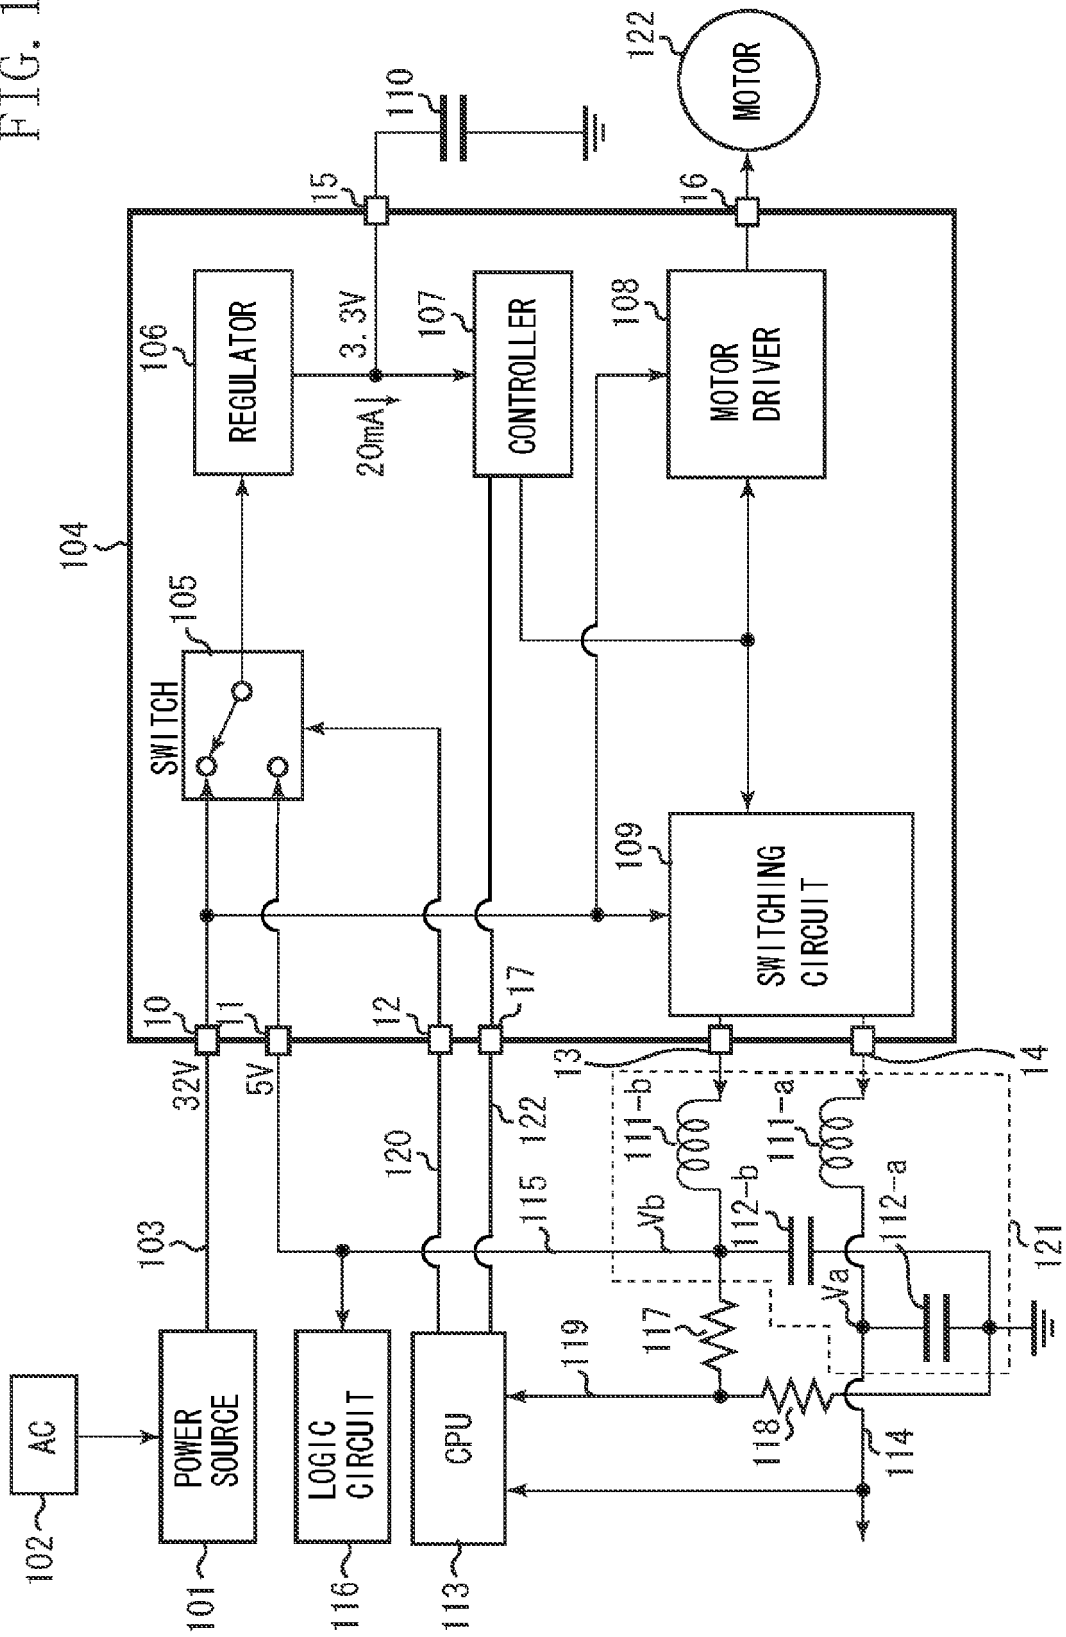 FIG. 1
102
AC
101
POWER
SOURCE
103
32V
10
SWITCH
105
104
106
REGULATOR
15
110
116
LOGIC
CIRCUIT
5V
11
3.3V
20mA
113
CPU
120
12
122
17
107
CONTROLLER
119
115
13
109
SWITCHING
CIRCUIT
108
MOTOR
DRIVER
16
122
MOTOR
117
Vb
111-b
118
112-b
111-a
14
Va
112-a
114
121